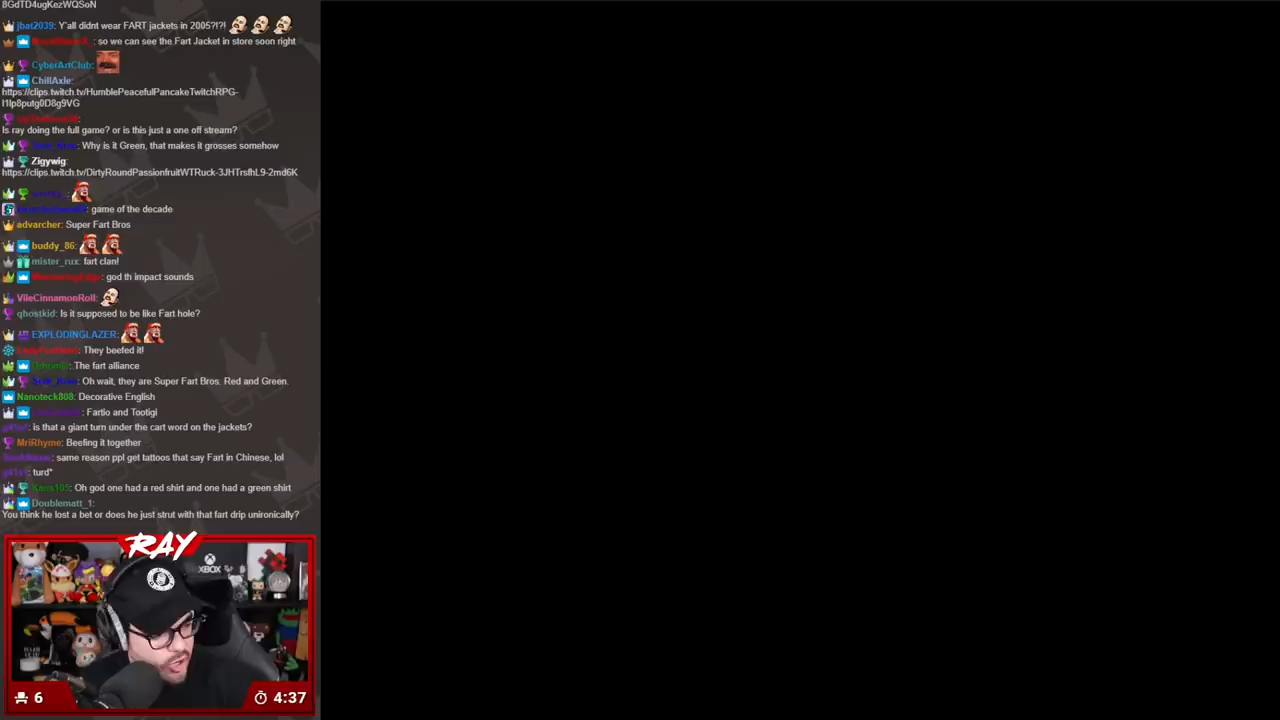 8GdTD4ugKezWQSoN
jbat2039: Y'all didnt wear FART jackets in 2005?!?!
: so we can see the Fart Jacket in store soon right
CyberArtClub:
ChillAxle:
https://clips.twitch.tv/HumblePeacefulPancakeTwitchRPG-
I1lp8putg0D8g9VG
Is ray doing the full game? or is this just a one off stream?
: Why is it Green, that makes it grosses somehow
Zigywig:
https://clips.twitch.tv/DirtyRoundPassionfruitWTRuck-3JHTrsfhL9-2md6K
: game of the decade
advarcher: Super Fart Bros
buddy_86:
mister_rux: fart clan!
: god th impact sounds
VileCinnamonRoll:
qhostkid: Is it supposed to be like Fart hole?
EXPLODINGLAZER:
: They beefed it!
: The fart alliance
: Oh wait, they are Super Fart Bros. Red and Green.
Nanoteck808: Decorative English
: Fartio and Tootigi
: is that a giant turn under the cart word on the jackets?
MriRhyme: Beefing it together
: same reason ppl get tattoos that say Fart in Chinese, lol
: turd*
: Oh god one had a red shirt and one had a green shirt
Doublematt_1:
You think he lost a bet or does he just strut with that fart drip unironically?
RAY
XBOX
6
4:37